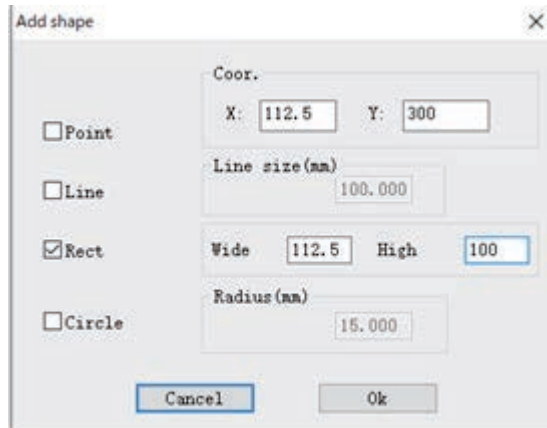 Add shape
Coor.
X: 112.5 Y: 300
Point
Line size(mm)
Line 100.000
Rect Wide 112.5 High 100
Radius(mm)
Circle 15.000
Cancel Ok